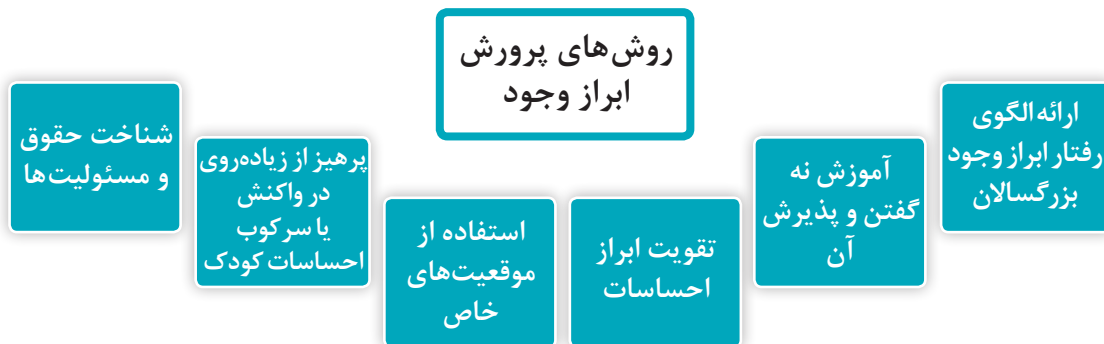 روش‌های پرورش
ابراز وجود
ارائه الگوی
رفتار ابراز وجود
بزرگسالان
آموزش نه
گفتن و پذیرش
آن
تقویت ابراز
احساسات
استفاده از
موقعیت‌های
خاص
پرهیز از زیاده‌روی
در واکنش
یا سرکوب
احساسات کودک
شناخت حقوق
و مسئولیت‌ها